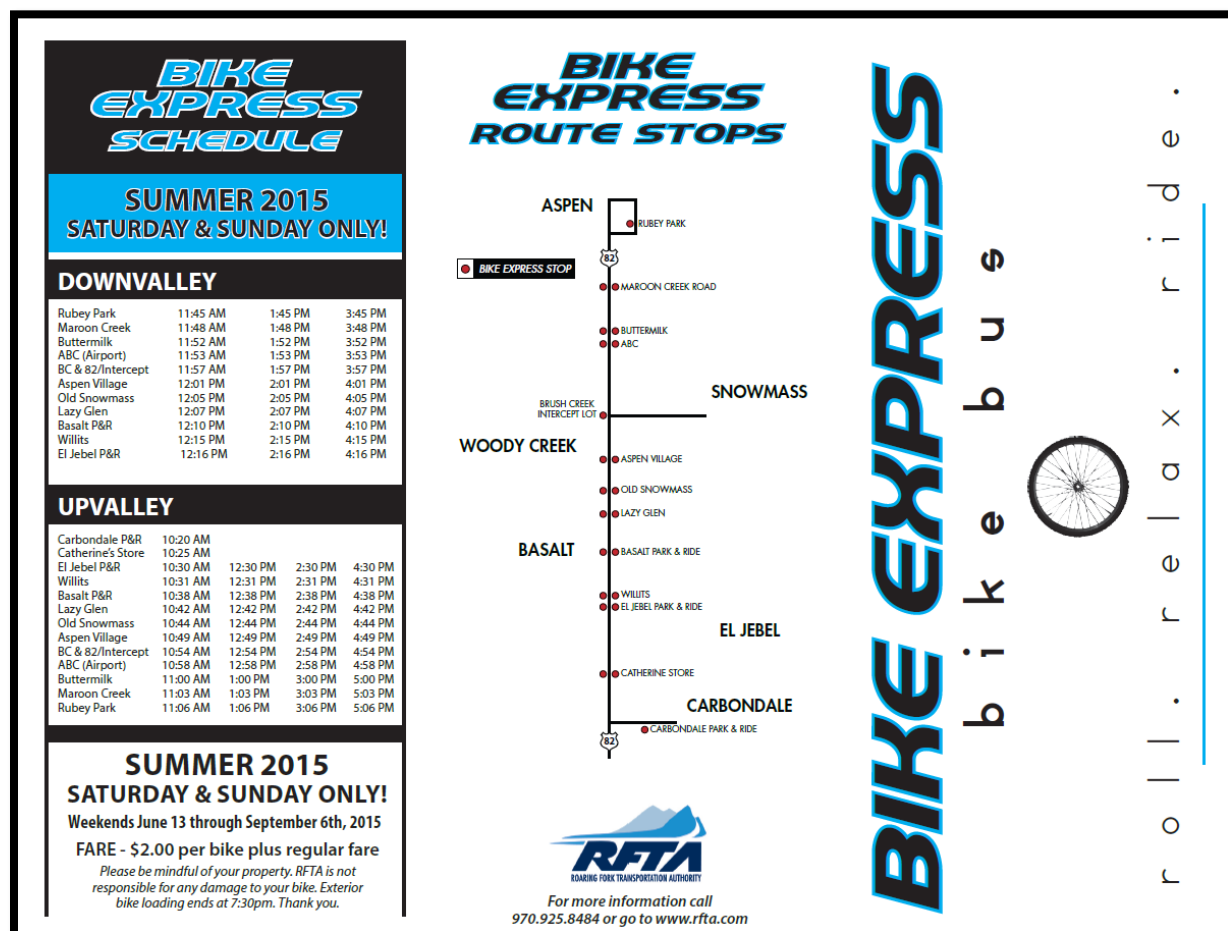 BIKE
EXPRESS
SCHEDULE
SUMMER 2015
SATURDAY & SUNDAY ONLY!
DOWNVALLEY
Rubey Park 11:45 AM 1:45 PM 3:45 PM
Maroon Creek 11:48 AM 1:48 PM 3:48 PM
Buttermilk 11:52 AM 1:52 PM 3:52 PM
ABC (Airport) 11:53 AM 1:53 PM 3:53 PM
BC & 82/Intercept 11:57 AM 1:57 PM 3:57 PM
Aspen Village 12:01 PM 2:01 PM 4:01 PM
Old Snowmass 12:05 PM 2:05 PM 4:05 PM
Lazy Glen 12:07 PM 2:07 PM 4:07 PM
Basalt P&R 12:10 PM 2:10 PM 4:10 PM
Willits 12:15 PM 2:15 PM 4:15 PM
El Jebel P&R 12:16 PM 2:16 PM 4:16 PM
UPVALLEY
Carbondale P&R 10:20 AM
Catherine's Store 10:25 AM
El Jebel P&R 10:30 AM 12:30 PM 2:30 PM 4:30 PM
Willits 10:31 AM 12:31 PM 2:31 PM 4:31 PM
Basalt P&R 10:38 AM 12:38 PM 2:38 PM 4:38 PM
Lazy Glen 10:42 AM 12:42 PM 2:42 PM 4:42 PM
Old Snowmass 10:44 AM 12:44 PM 2:44 PM 4:44 PM
Aspen Village 10:49 AM 12:49 PM 2:49 PM 4:49 PM
BC & 82/Intercept 10:54 AM 12:54 PM 2:54 PM 4:54 PM
ABC (Airport) 10:58 AM 12:58 PM 2:58 PM 4:58 PM
Buttermilk 11:00 AM 1:00 PM 3:00 PM 5:00 PM
Maroon Creek 11:03 AM 1:03 PM 3:03 PM 5:03 PM
Rubey Park 11:06 AM 1:06 PM 3:06 PM 5:06 PM
SUMMER 2015
SATURDAY & SUNDAY ONLY!
Weekends June 13 through September 6th, 2015
FARE - $2.00 per bike plus regular fare
Please be mindful of your property. RFTA is not
responsible for any damage to your bike. Exterior
bike loading ends at 7:30pm. Thank you.
BIKE
EXPRESS
ROUTE STOPS
ASPEN
RUBEY PARK
82
BIKE EXPRESS STOP
MAROON CREEK ROAD
BUTTERMILK
ABC
SNOWMASS
BRUSH CREEK
INTERCEPT LOT
WOODY CREEK
ASPEN VILLAGE
OLD SNOWMASS
LAZY GLEN
BASALT
BASALT PARK & RIDE
WILLITS
EL JEBEL PARK & RIDE
EL JEBEL
CATHERINE STORE
CARBONDALE
CARBONDALE PARK & RIDE
82
RFTA
ROARING FORK TRANSPORTATION AUTHORITY
For more information call
970.925.8484 or go to www.rfta.com
BIKE EXPRESS
bike bus
roll. relax. ride.